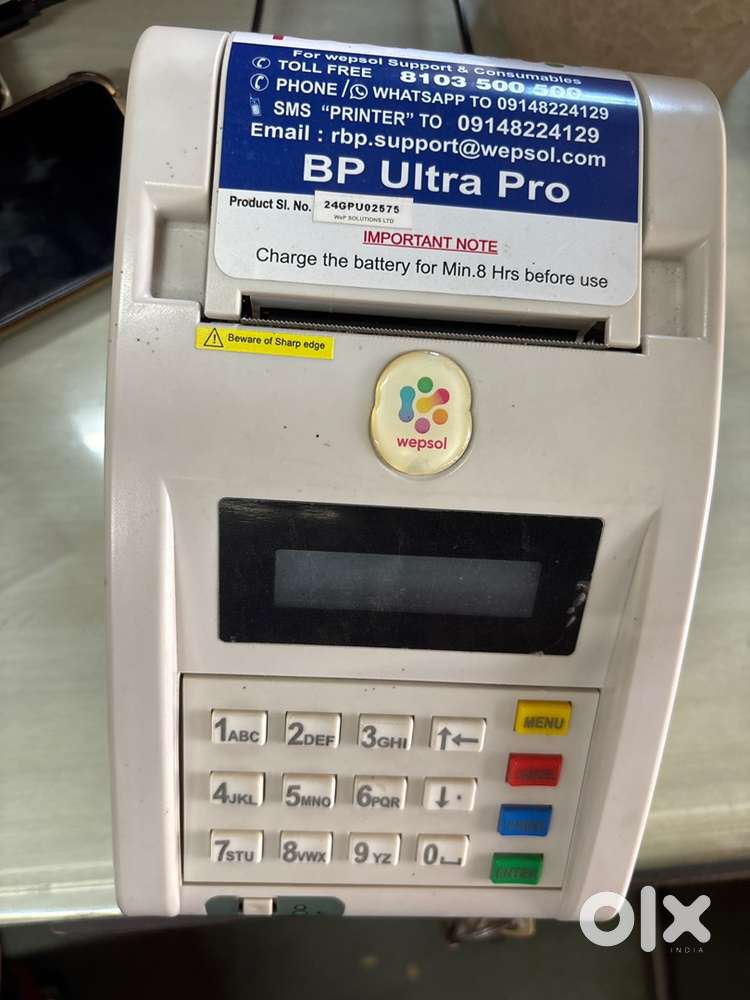 For wepsol Support & Consumables
TOLL FREE 8103 500 500
PHONE / WHATSAPP TO 09148224129
SMS "PRINTER" TO 09148224129
Email : rbp.support@wepsol.com
BP Ultra Pro
Product Sl. No. 24GPU02575
WeP SOLUTIONS LTD
IMPORTANT NOTE
Charge the battery for Min.8 Hrs before use
Beware of Sharp edge
wepsol
1ABC 2DEF 3GHI ↑← MENU
4JKL 5MNO 6PQR ↓. CANCEL
7STU 8VWX 9YZ 0
ENTER
olx
INDIA